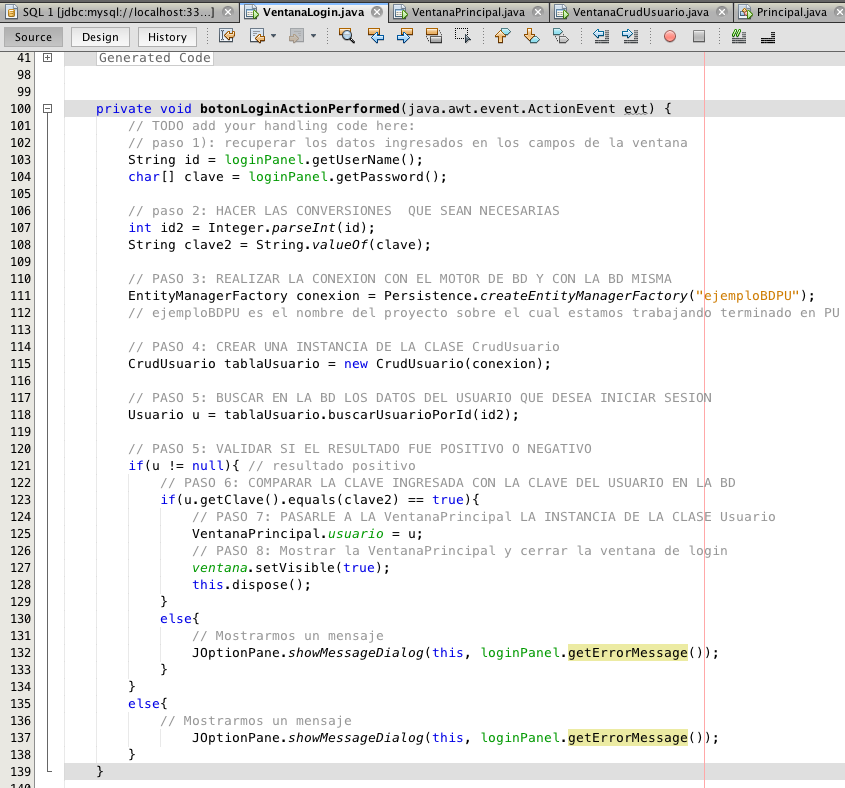 SQL 1 [jdbc:mysql://localhost:33...] VentanaLogin.java VentanaPrincipal.java VentanaCrudUsuario.java Principal.java
Source Design History
41 Generated Code
98
99
100 private void botonLoginActionPerformed(java.awt.event.ActionEvent evt) {
101 // TODO add your handling code here:
102 // paso 1): recuperar los datos ingresados en los campos de la ventana
103 String id = loginPanel.getUserName();
104 char[] clave = loginPanel.getPassword();
105
106 // paso 2: HACER LAS CONVERSIONES  QUE SEAN NECESARIAS
107 int id2 = Integer.parseInt(id);
108 String clave2 = String.valueOf(clave);
109
110 // PASO 3: REALIZAR LA CONEXION CON EL MOTOR DE BD Y CON LA BD MISMA
111 EntityManagerFactory conexion = Persistence.createEntityManagerFactory("ejemploBDPU");
112 // ejemploBDPU es el nombre del proyecto sobre el cual estamos trabajando terminado en PU
113
114 // PASO 4: CREAR UNA INSTANCIA DE LA CLASE CrudUsuario
115 CrudUsuario tablaUsuario = new CrudUsuario(conexion);
116
117 // PASO 5: BUSCAR EN LA BD LOS DATOS DEL USUARIO QUE DESEA INICIAR SESION
118 Usuario u = tablaUsuario.buscarUsuarioPorId(id2);
119
120 // PASO 5: VALIDAR SI EL RESULTADO FUE POSITIVO O NEGATIVO
121 if(u != null){ // resultado positivo
122 // PASO 6: COMPARAR LA CLAVE INGRESADA CON LA CLAVE DEL USUARIO EN LA BD
123 if(u.getClave().equals(clave2) == true){
124 // PASO 7: PASARLE A LA VentanaPrincipal LA INSTANCIA DE LA CLASE Usuario
125 VentanaPrincipal.usuario = u;
126 // PASO 8: Mostrar la VentanaPrincipal y cerrar la ventana de login
127 ventana.setVisible(true);
128 this.dispose();
129 }
130 else{
131 // Mostrarmos un mensaje
132 JOptionPane.showMessageDialog(this, loginPanel.getErrorMessage());
133 }
134 }
135 else{
136 // Mostrarmos un mensaje
137 JOptionPane.showMessageDialog(this, loginPanel.getErrorMessage());
138 }
139 }
140